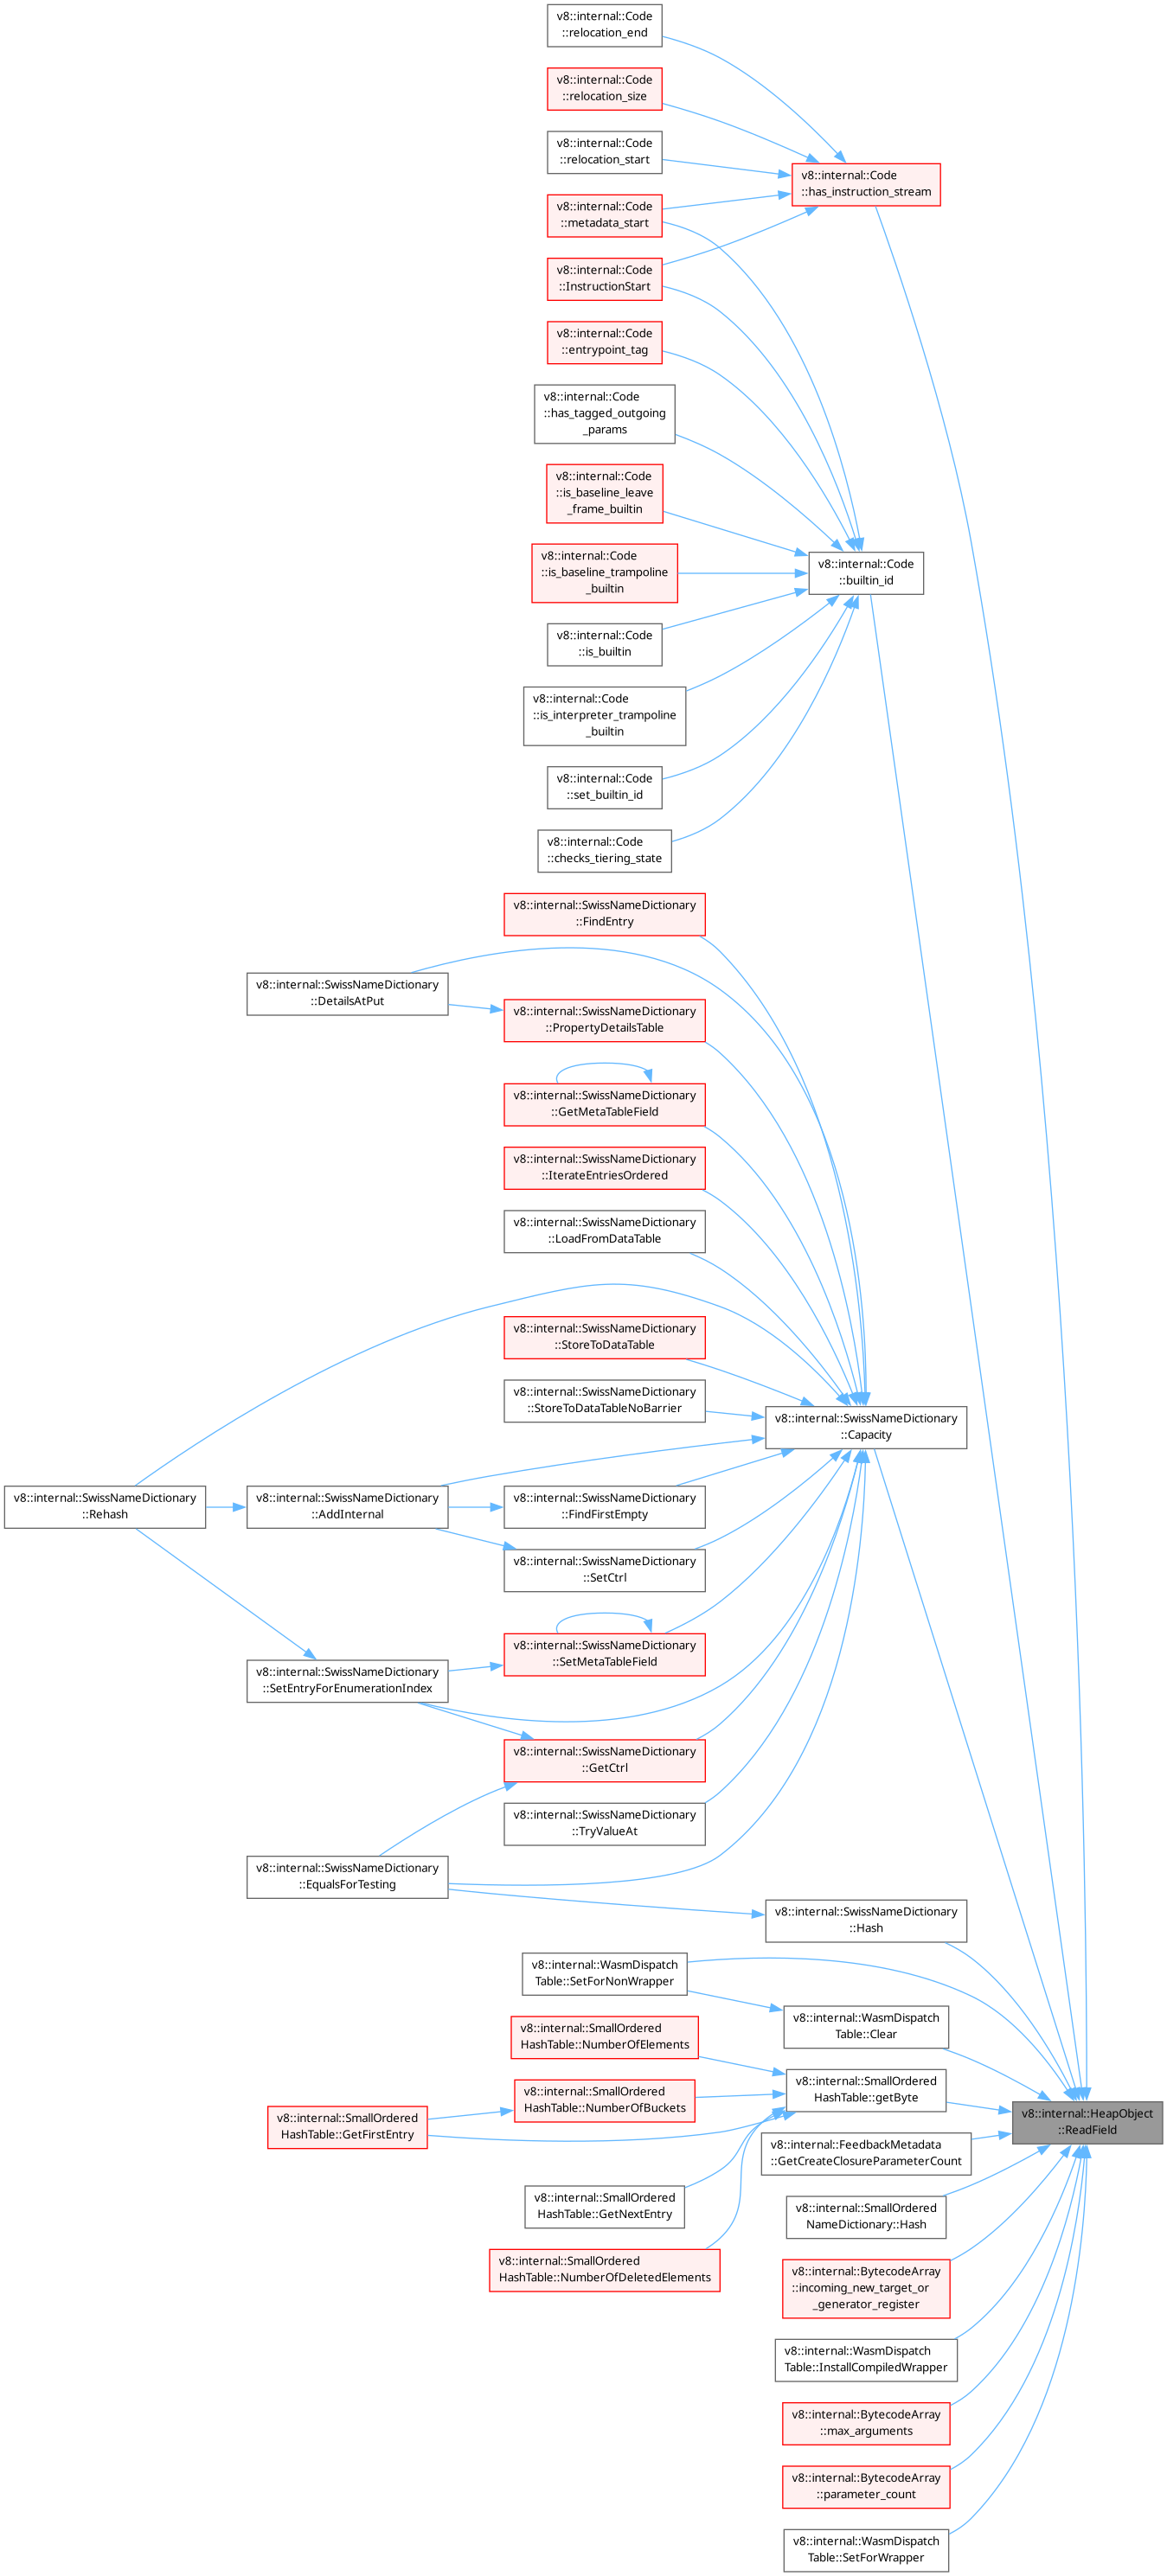 v8::internal::Code
::relocation_end
v8::internal::Code
::relocation_size
v8::internal::Code
::relocation_start
v8::internal::Code
::has_instruction_stream
v8::internal::Code
::metadata_start
v8::internal::Code
::InstructionStart
v8::internal::Code
::entrypoint_tag
v8::internal::Code
::has_tagged_outgoing
_params
v8::internal::Code
::is_baseline_leave
_frame_builtin
v8::internal::Code
::is_baseline_trampoline
_builtin
v8::internal::Code
::builtin_id
v8::internal::Code
::is_builtin
v8::internal::Code
::is_interpreter_trampoline
_builtin
v8::internal::Code
::set_builtin_id
v8::internal::Code
::checks_tiering_state
v8::internal::SwissNameDictionary
::FindEntry
v8::internal::SwissNameDictionary
::DetailsAtPut
v8::internal::SwissNameDictionary
::PropertyDetailsTable
v8::internal::SwissNameDictionary
::GetMetaTableField
v8::internal::SwissNameDictionary
::IterateEntriesOrdered
v8::internal::SwissNameDictionary
::LoadFromDataTable
v8::internal::SwissNameDictionary
::StoreToDataTable
v8::internal::SwissNameDictionary
::StoreToDataTableNoBarrier
v8::internal::SwissNameDictionary
::Capacity
v8::internal::SwissNameDictionary
::Rehash
v8::internal::SwissNameDictionary
::AddInternal
v8::internal::SwissNameDictionary
::FindFirstEmpty
v8::internal::SwissNameDictionary
::SetCtrl
v8::internal::SwissNameDictionary
::SetMetaTableField
v8::internal::SwissNameDictionary
::SetEntryForEnumerationIndex
v8::internal::SwissNameDictionary
::GetCtrl
v8::internal::SwissNameDictionary
::TryValueAt
v8::internal::SwissNameDictionary
::EqualsForTesting
v8::internal::SwissNameDictionary
::Hash
v8::internal::WasmDispatch
Table::SetForNonWrapper
v8::internal::WasmDispatch
Table::Clear
v8::internal::SmallOrdered
HashTable::NumberOfElements
v8::internal::SmallOrdered
HashTable::getByte
v8::internal::SmallOrdered
HashTable::NumberOfBuckets
v8::internal::SmallOrdered
HashTable::GetFirstEntry
v8::internal::HeapObject
::ReadField
v8::internal::FeedbackMetadata
::GetCreateClosureParameterCount
v8::internal::SmallOrdered
HashTable::GetNextEntry
v8::internal::SmallOrdered
NameDictionary::Hash
v8::internal::SmallOrdered
HashTable::NumberOfDeletedElements
v8::internal::BytecodeArray
::incoming_new_target_or
_generator_register
v8::internal::WasmDispatch
Table::InstallCompiledWrapper
v8::internal::BytecodeArray
::max_arguments
v8::internal::BytecodeArray
::parameter_count
v8::internal::WasmDispatch
Table::SetForWrapper